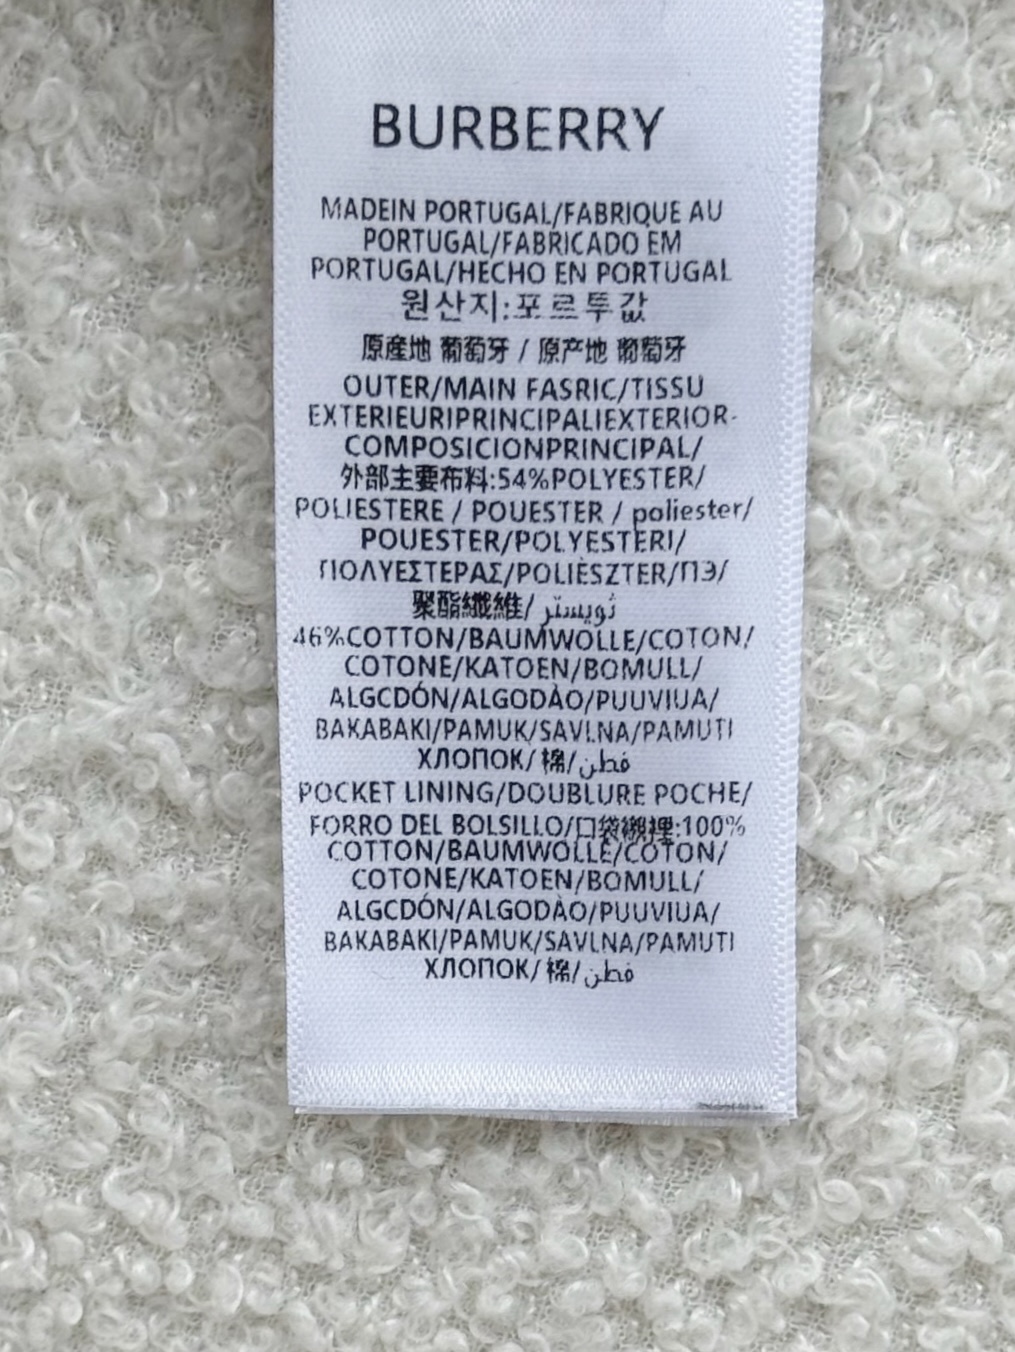 BURBERRY
MADEIN PORTUGAL/FABRIQUE AU
PORTUGAL/FABRICADO EM
PORTUGAL/HECHO EN PORTUGAL
원산지:포르투값
原産地 葡萄牙 / 原产地 葡萄牙
OUTER/MAIN FASRIC/TISSU
EXTERIEURIPRINCIPALIEXTERIOR-
COMPOSICIONPRINCIPAL/
外部主要布料:54%POLYESTER/
POLIESTERE / POUESTER / poliester/
POUESTER/POLYESTERI/
ΠΟΛΥΕΣΤΕΡΑΣ/POLIÈSZTER/ПЭ/
聚酯纖維/
46%COTTON/BAUMWOLLE/COTON/
COTONE/KATOEN/BOMULL/
ALGCDÓN/ALGODÀO/PUUVIUA/
BAKABAKI/PAMUK/SAVLNA/PAMUTI
ХЛОПОК/棉/قطن
POCKET LINING/DOUBLURE POCHE/
FORRO DEL BOLSILLO/口袋襯裡:100%
COTTON/BAUMWOLLE/COTON/
COTONE/KATOEN/BOMULL/
ALGCDÓN/ALGODÀO/PUUVIUA/
BAKABAKI/PAMUK/SAVLNA/PAMUTI
ХЛОПОК/棉/قطن